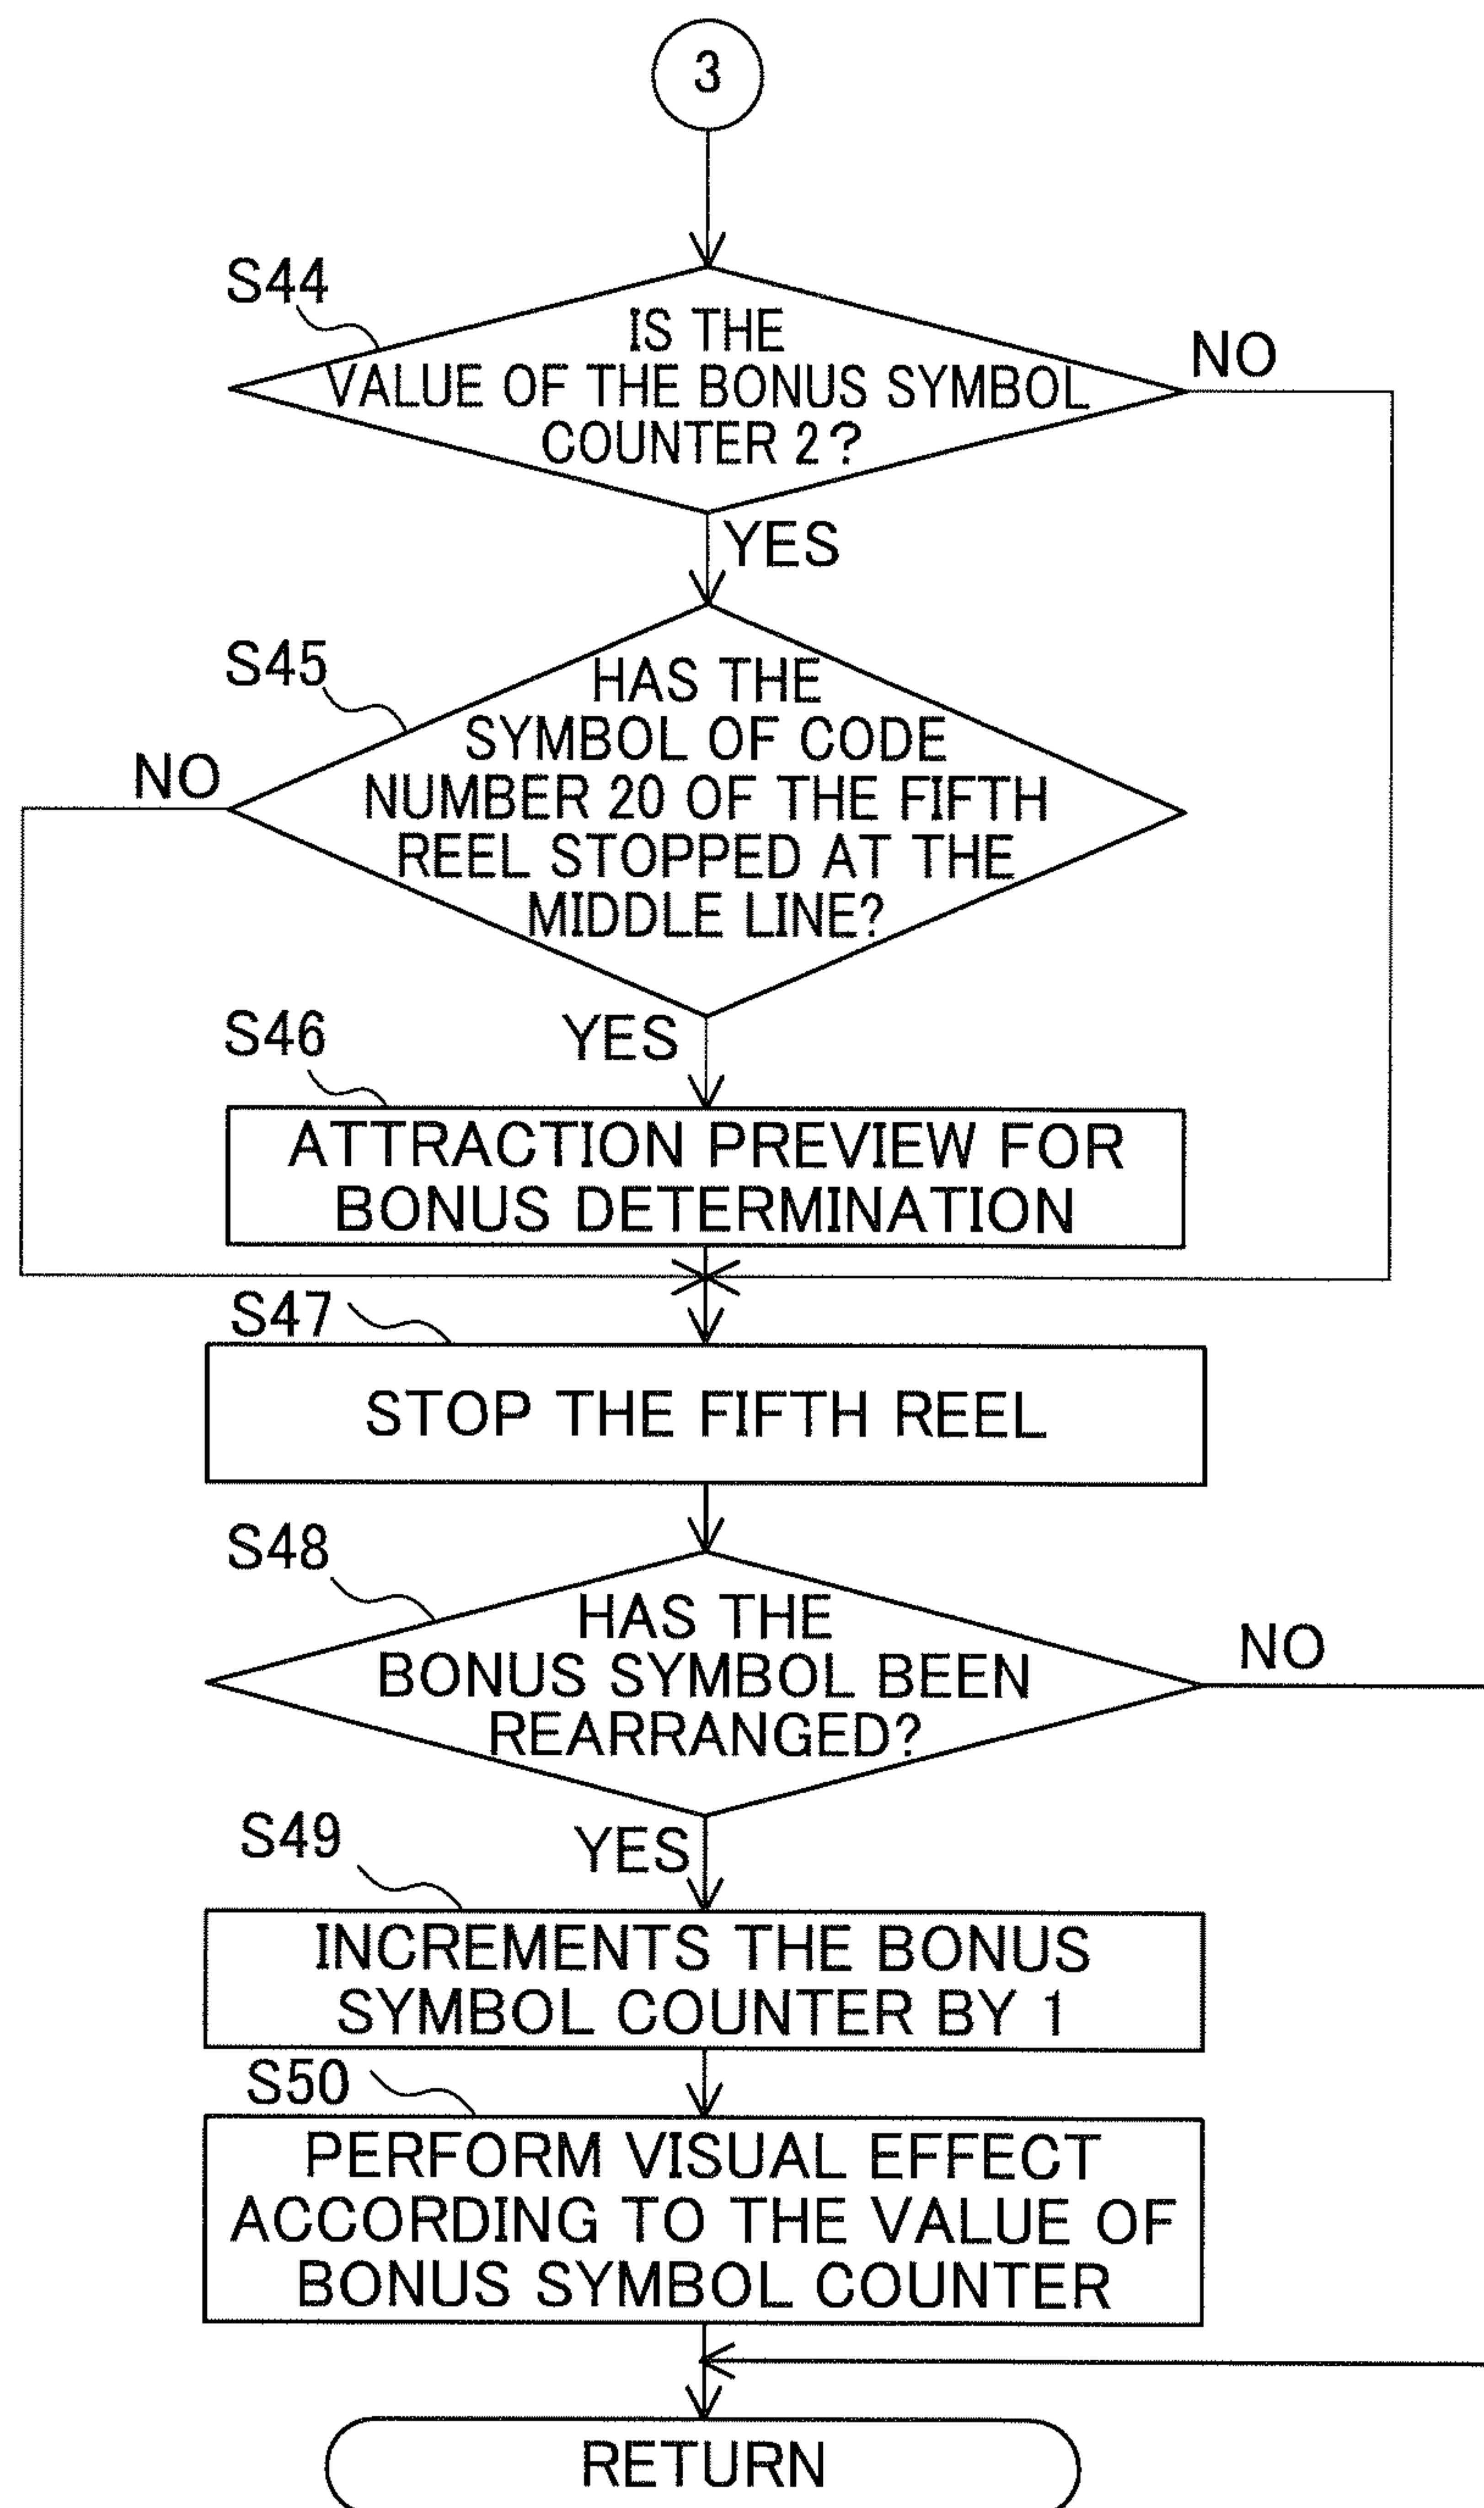 3
S44
IS THE
VALUE OF THE BONUS SYMBOL
COUNTER 2?
NO
YES
S45
HAS THE
SYMBOL OF CODE
NUMBER 20 OF THE FIFTH
REEL STOPPED AT THE
MIDDLE LINE?
NO
YES
S46
ATTRACTION PREVIEW FOR
BONUS DETERMINATION
S47
STOP THE FIFTH REEL
S48
HAS THE
BONUS SYMBOL BEEN
REARRANGED?
NO
YES
S49
INCREMENTS THE BONUS
SYMBOL COUNTER BY 1
S50
PERFORM VISUAL EFFECT
ACCORDING TO THE VALUE OF
BONUS SYMBOL COUNTER
RETURN